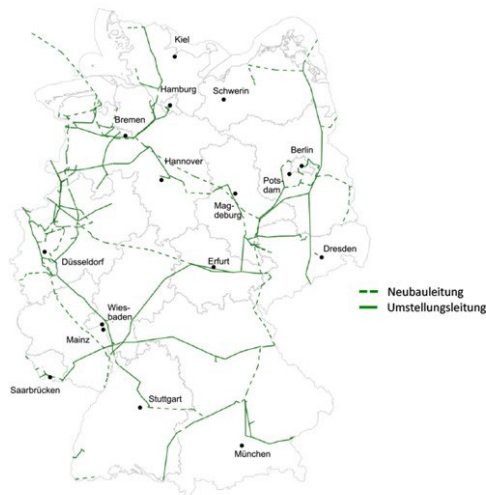 Kiel
Hamburg
Schwerin
Bremen
Hannover
Berlin
Pots-
dam
Mag-
deburg
Düsseldorf
Erfurt
Dresden
Neubauleitung
Umstellungsleitung
Wies-
baden
Mainz
Saarbrücken
Stuttgart
München